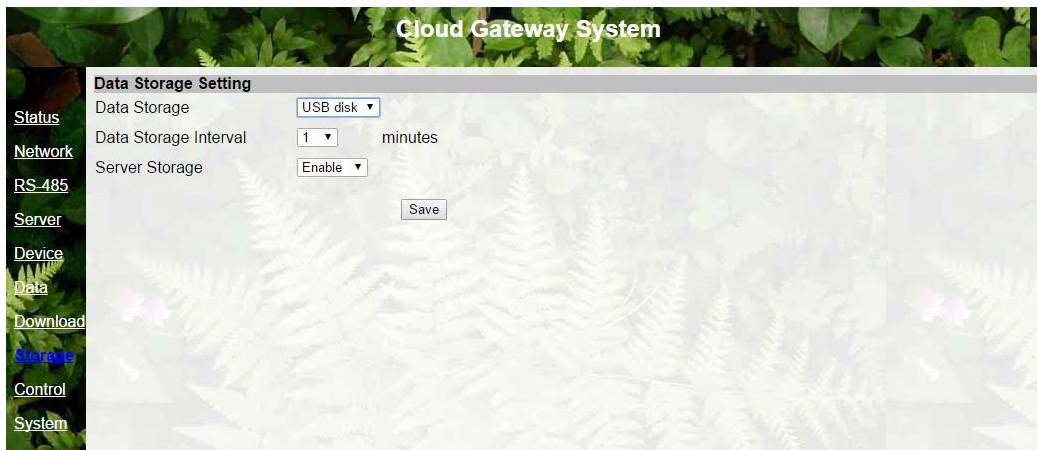 Cloud Gateway System
Status
Network
RS-485
Server
Device
Data
Download
Storage
Control
System
Data Storage Setting
Data Storage USB disk
Data Storage Interval 1 minutes
Server Storage Enable
Save